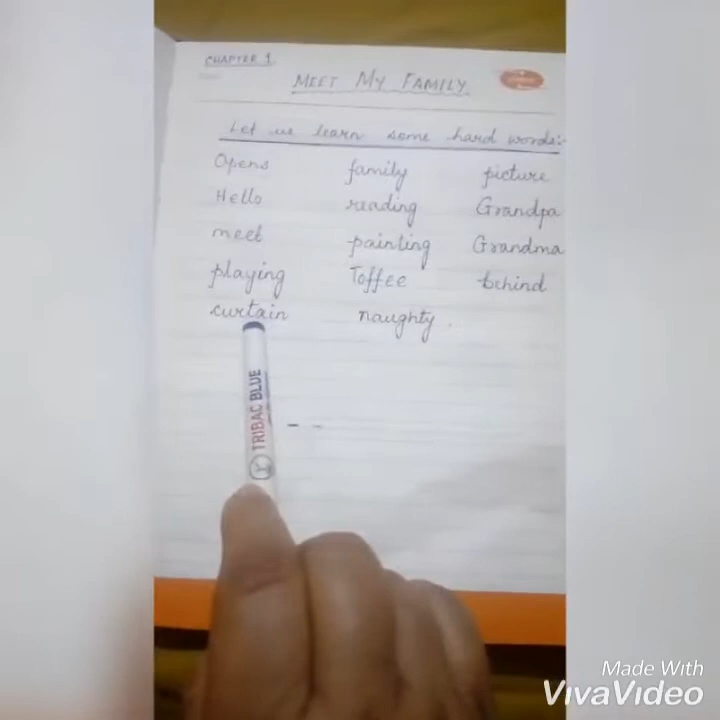 CHAPTER 1.
MEET MY FAMILY.
Let us learn some hard words:-
Opens family picture
Hello reading Grandpa
meet painting Grandma
playing Toffee behind
curtain naughty.
TRIBAC BLUE
Made With
VivaVideo